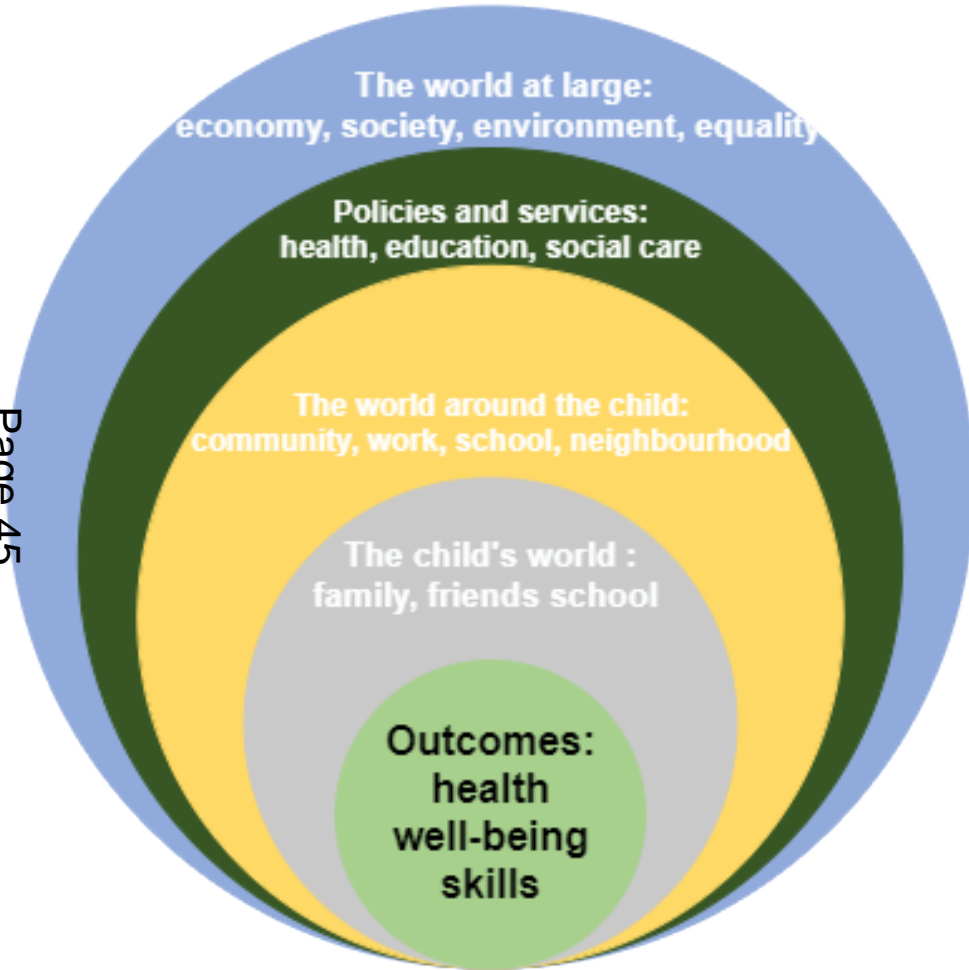 The world at large:
economy, society, environment, equality
Policies and services:
health, education, social care
The world around the child:
community, work, school, neighbourhood
The child's world :
family, friends school
Outcomes:
health
well-being
skills
Page 45